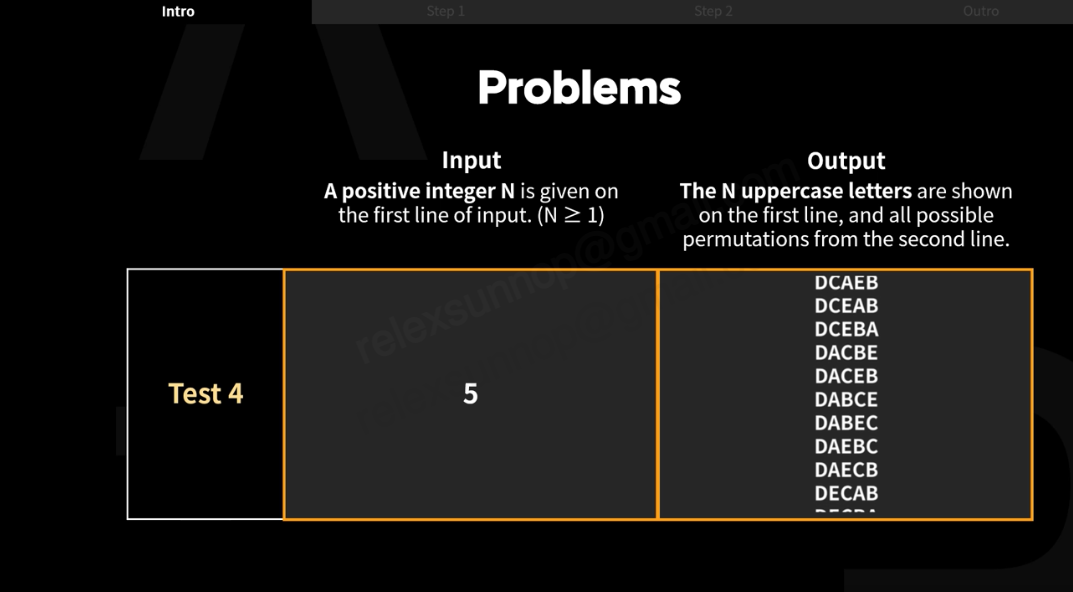 Intro
Step 1
Step 2
Outro
Problems
Input
A positive integer N is given on
the first line of input. (N ≥ 1)
Output
The N uppercase letters are shown
on the first line, and all possible
permutations from the second line.
Test 4
5
DCAEB
DCEAB
DCEBA
DACBE
DACEB
DABCE
DABEC
DAEBC
DAECB
DECAB
relexsunnop@gmail.com